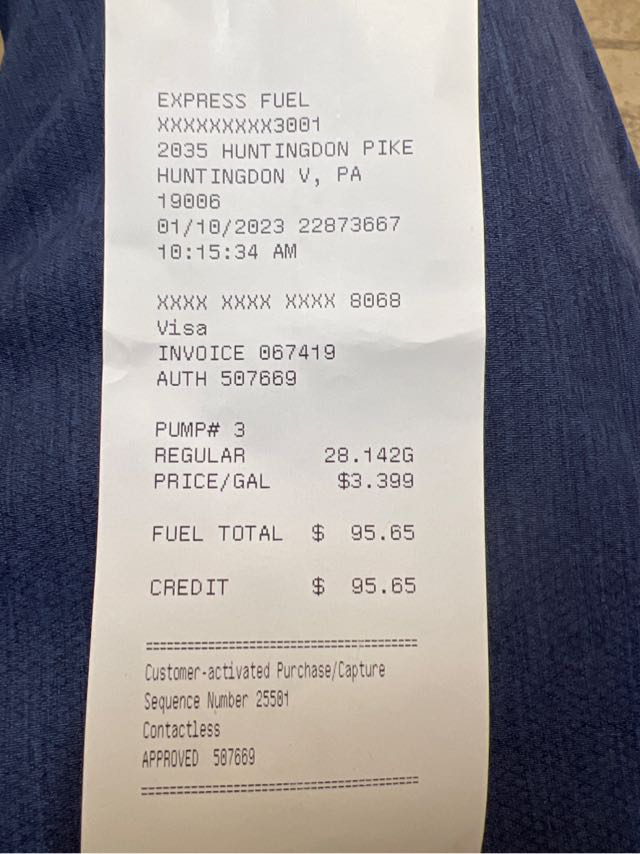 EXPRESS FUEL
XXXXXXXXX3001
2035 HUNTINGDON PIKE
HUNTINGDON V, PA
19006
01/10/2023 22873667
10:15:34 AM
XXXX XXXX XXXX 8068
Visa
INVOICE 067419
AUTH 507669
PUMP# 3
REGULAR 28.142G
PRICE/GAL $3.399
FUEL TOTAL $ 95.65
CREDIT $ 95.65
=====================================
Customer-activated Purchase/Capture
Sequence Number 25501
Contactless
APPROVED 507669
=====================================